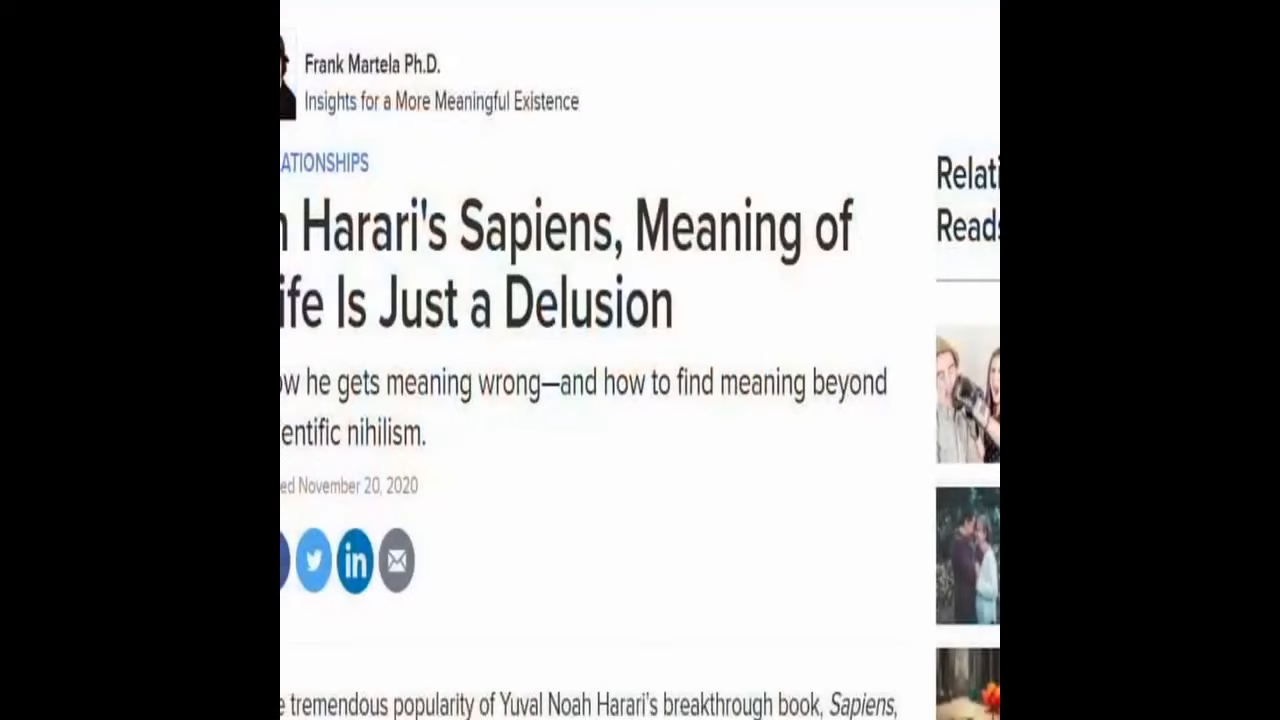 Frank Martela Ph.D.
Insights for a More Meaningful Existence
ATIONSHIPS
n Harari's Sapiens, Meaning of
ife Is Just a Delusion
ow he gets meaning wrong—and how to find meaning beyond
entific nihilism.
ed November 20, 2020
in
e tremendous popularity of Yuval Noah Harari's breakthrough book, Sapiens,
Relati
Reads